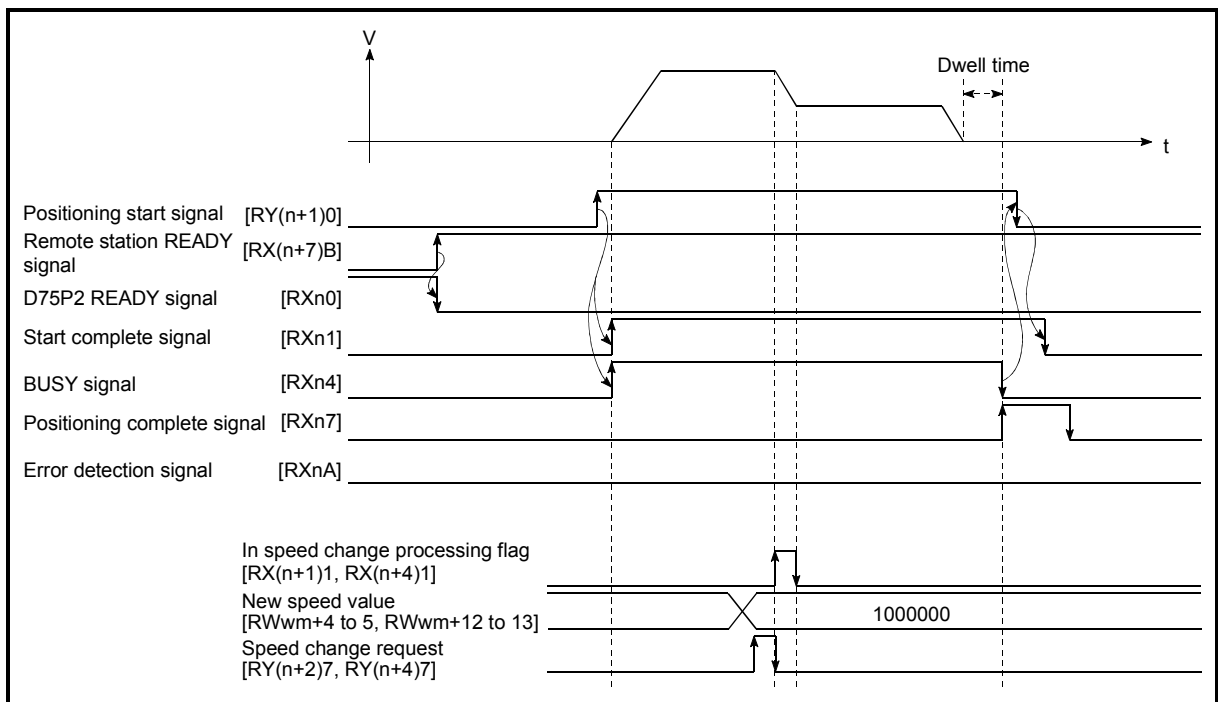 V
Dwell time
t
Positioning start signal [RY(n+1)0]
Remote station READY
signal [RX(n+7)B]
D75P2 READY signal [RXn0]
Start complete signal [RXn1]
BUSY signal [RXn4]
Positioning complete signal [RXn7]
Error detection signal [RXnA]
In speed change processing flag
[RX(n+1)1, RX(n+4)1]
New speed value
[RWwm+4 to 5, RWwm+12 to 13]
1000000
Speed change request
[RY(n+2)7, RY(n+4)7]